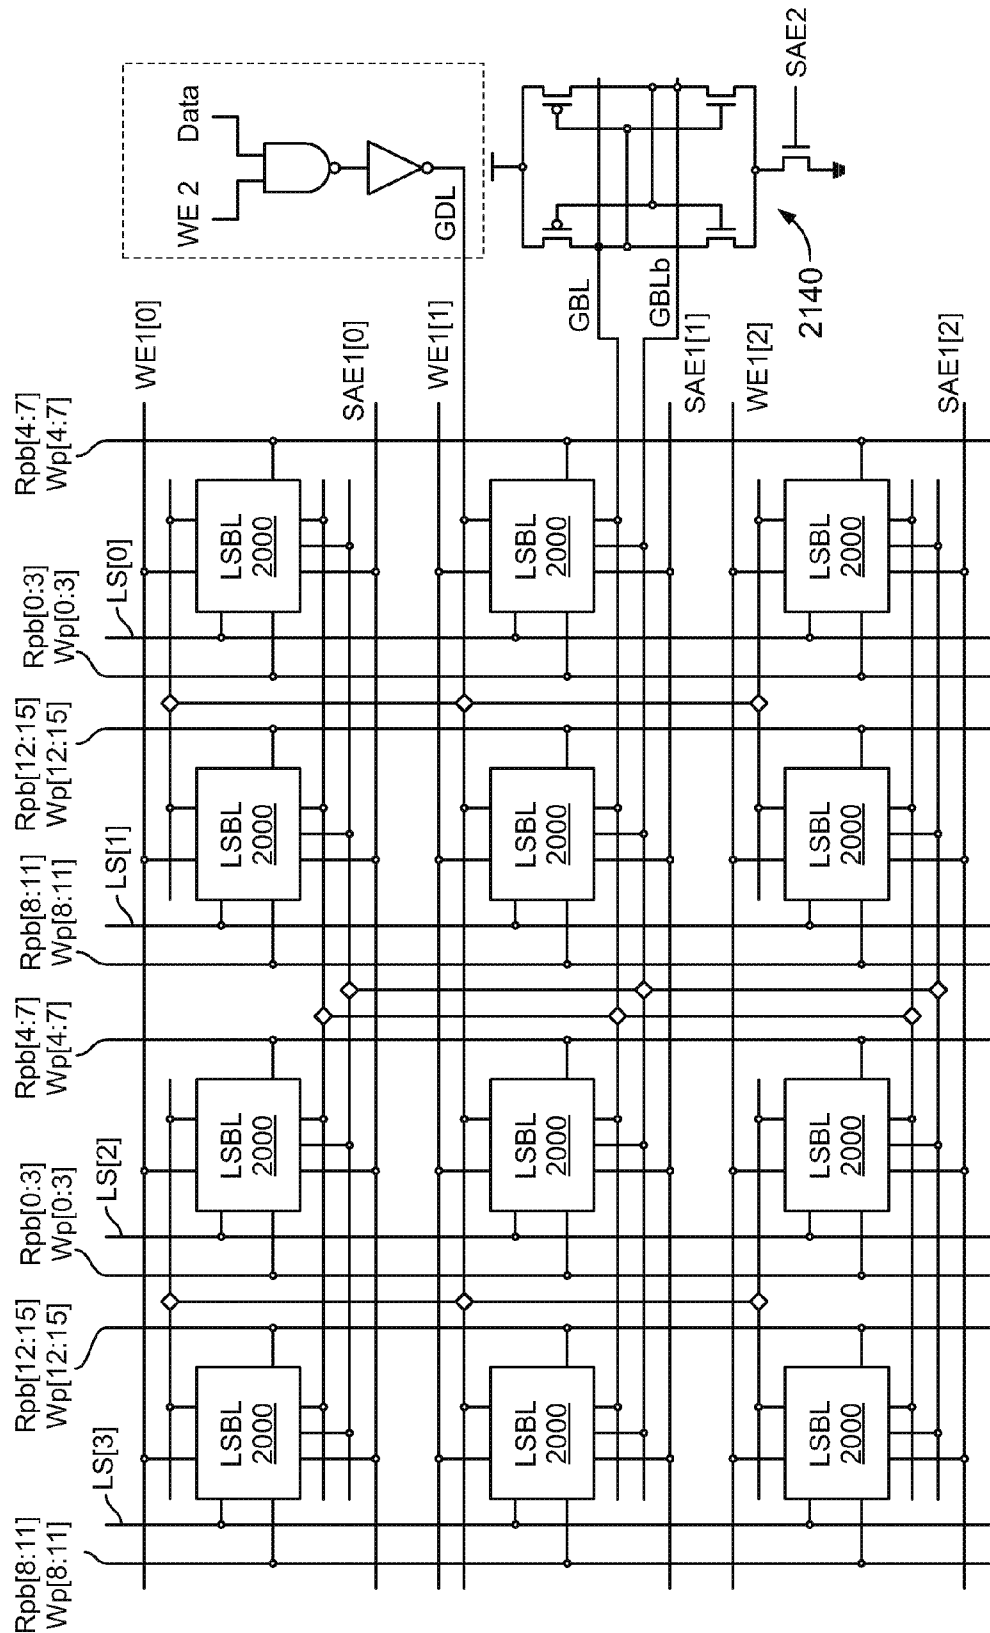 Rpb[8:11]
Wp[8:11]
LS[3]
Rpb[12:15]
Wp[12:15]
Rpb[0:3]
Wp[0:3]
LS[2]
Rpb[4:7]
Wp[4:7]
Rpb[8:11]
Wp[8:11]
LS[1]
Rpb[12:15]
Wp[12:15]
Rpb[0:3]
Wp[0:3]
LS[0]
Rpb[4:7]
Wp[4:7]
WE 2
Data
WE1[0]
LSBL
2000
LSBL
2000
LSBL
2000
LSBL
2000
SAE1[0]
GDL
WE1[1]
LSBL
2000
LSBL
2000
LSBL
2000
LSBL
2000
GBL
GBLb
SAE1[1]
SAE2
2140
WE1[2]
LSBL
2000
LSBL
2000
LSBL
2000
LSBL
2000
SAE1[2]